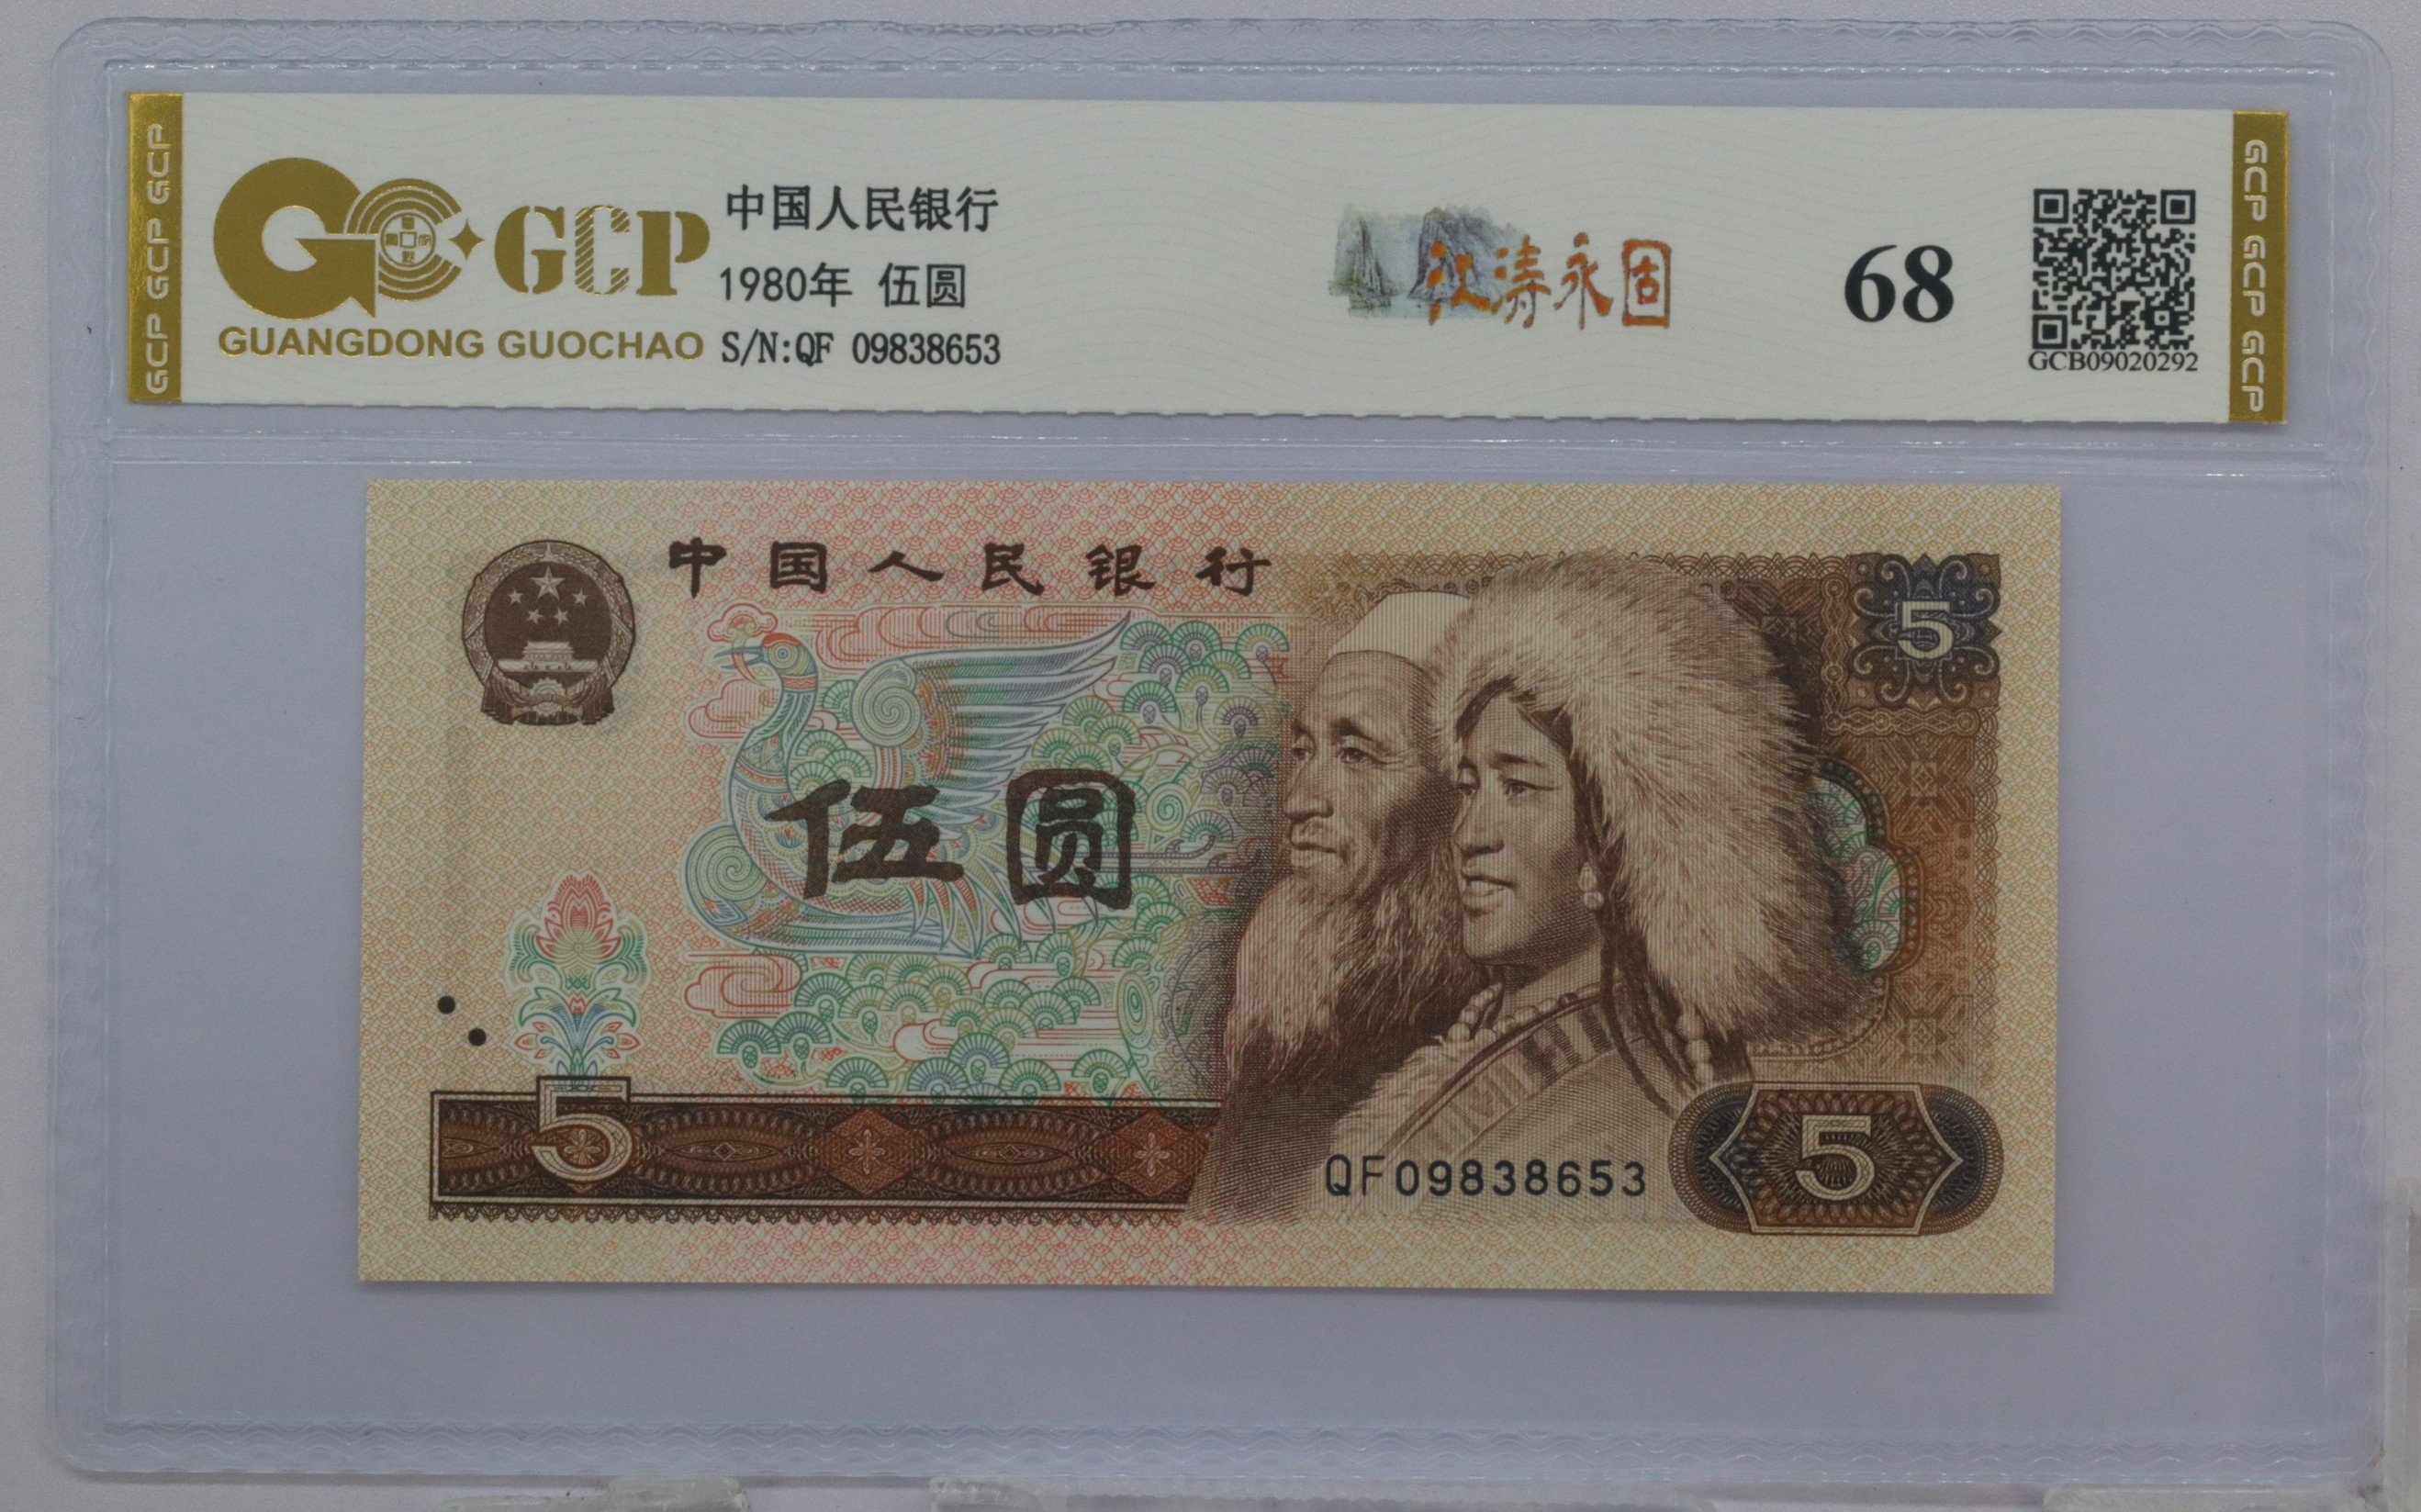 GCP GCP GCP
GCP
GUANGDONG GUOCHAO
中国人民银行
1980年 伍圆
S/N:QF 09838653
江涛永固
68
GCB09020292
GCP GCP GCP
中国人民银行
5
伍圆
5
QF09838653
5